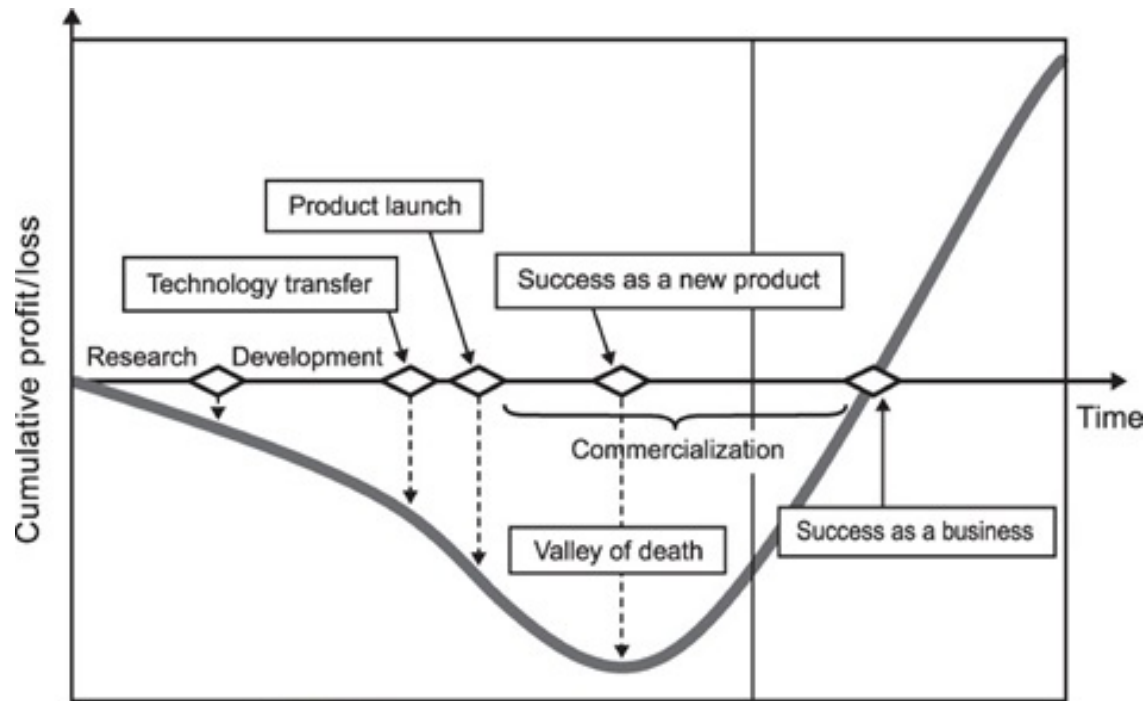 Cumulative profit/loss
Product launch
Technology transfer
Success as a new product
Research
Development
Time
Commercialization
Valley of death
Success as a business